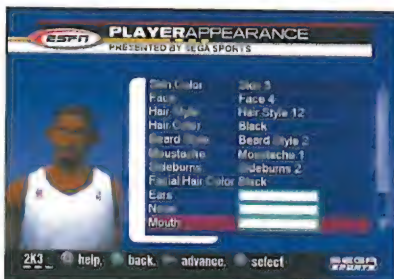 ESPN PLAYERAPPEARANCE
PRESENTED BY SEGA SPORTS
Skin Color Skin 3
Face Face 4
Hair Style Hair Style 12
Hair Color Black
Beard Style Beard Style 2
Moustache Moustache 1
Sideburns Sideburns 2
Facial Hair Color Black
Ears
Nose
Mouth
2K3 help. back. advance. select
SEGA
SPORTS